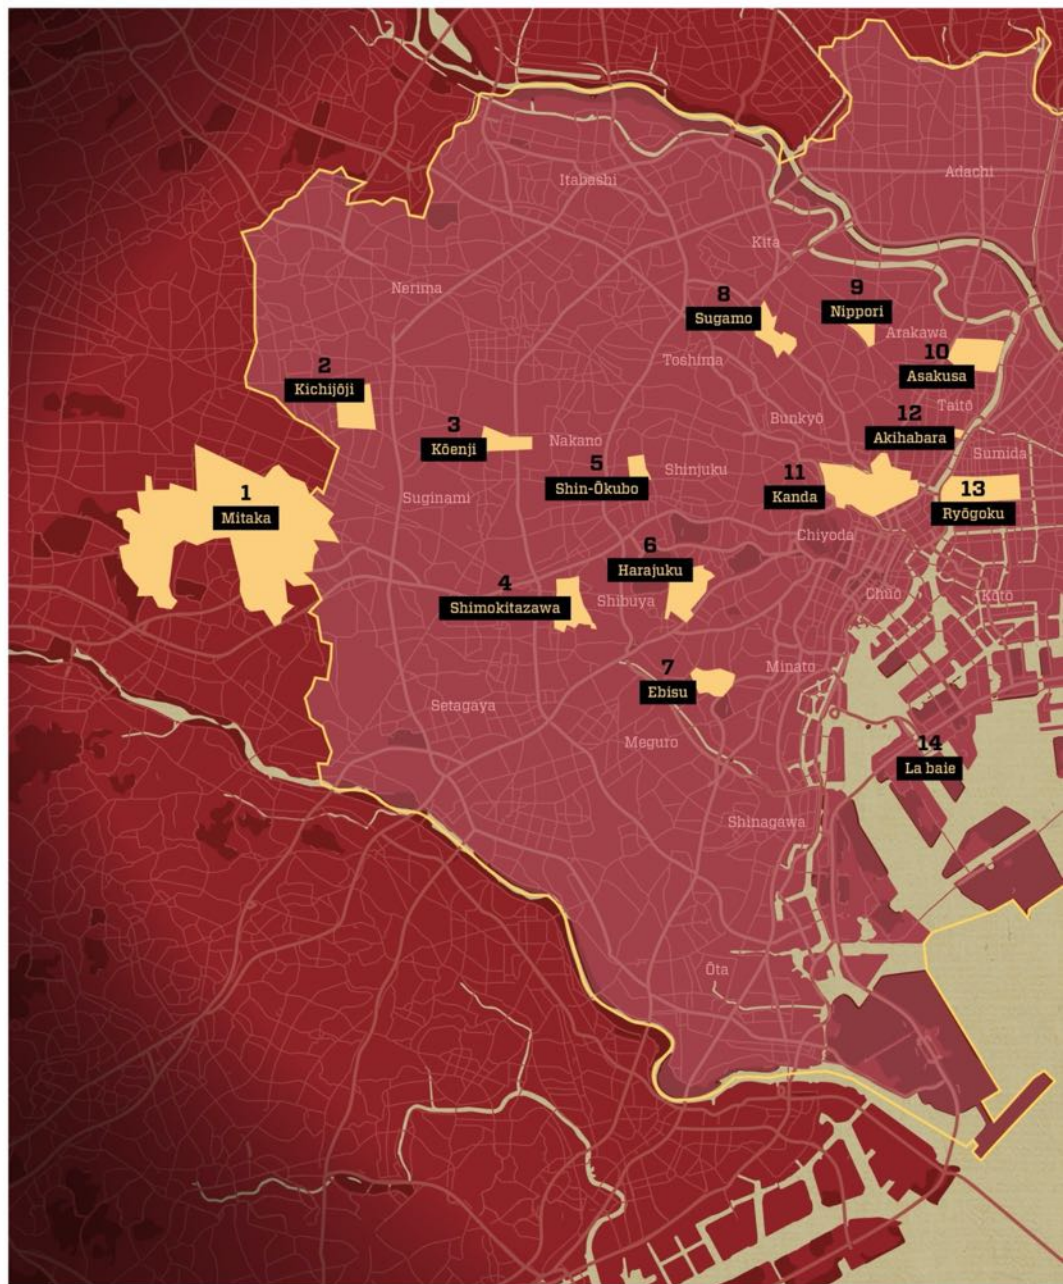 Itabashi
Adachi
Kita
Nerima
8
Sugamo
9
Nippori
Arakawa
10
Asakusa
Toshima
2
Kichijōji
Taitō
Bunkyō
12
Akihabara
3
Kōenji
Nakano
Sumida
5
Shin-Ōkubo
Shinjuku
11
Kanda
13
Ryōgoku
1
Mitaka
Suginami
Chiyoda
6
Harajuku
4
Shimokitazawa
Shibuya
Chūō
Kōtō
Minato
7
Ebisu
Setagaya
Meguro
14
La baie
Shinagawa
Ōta